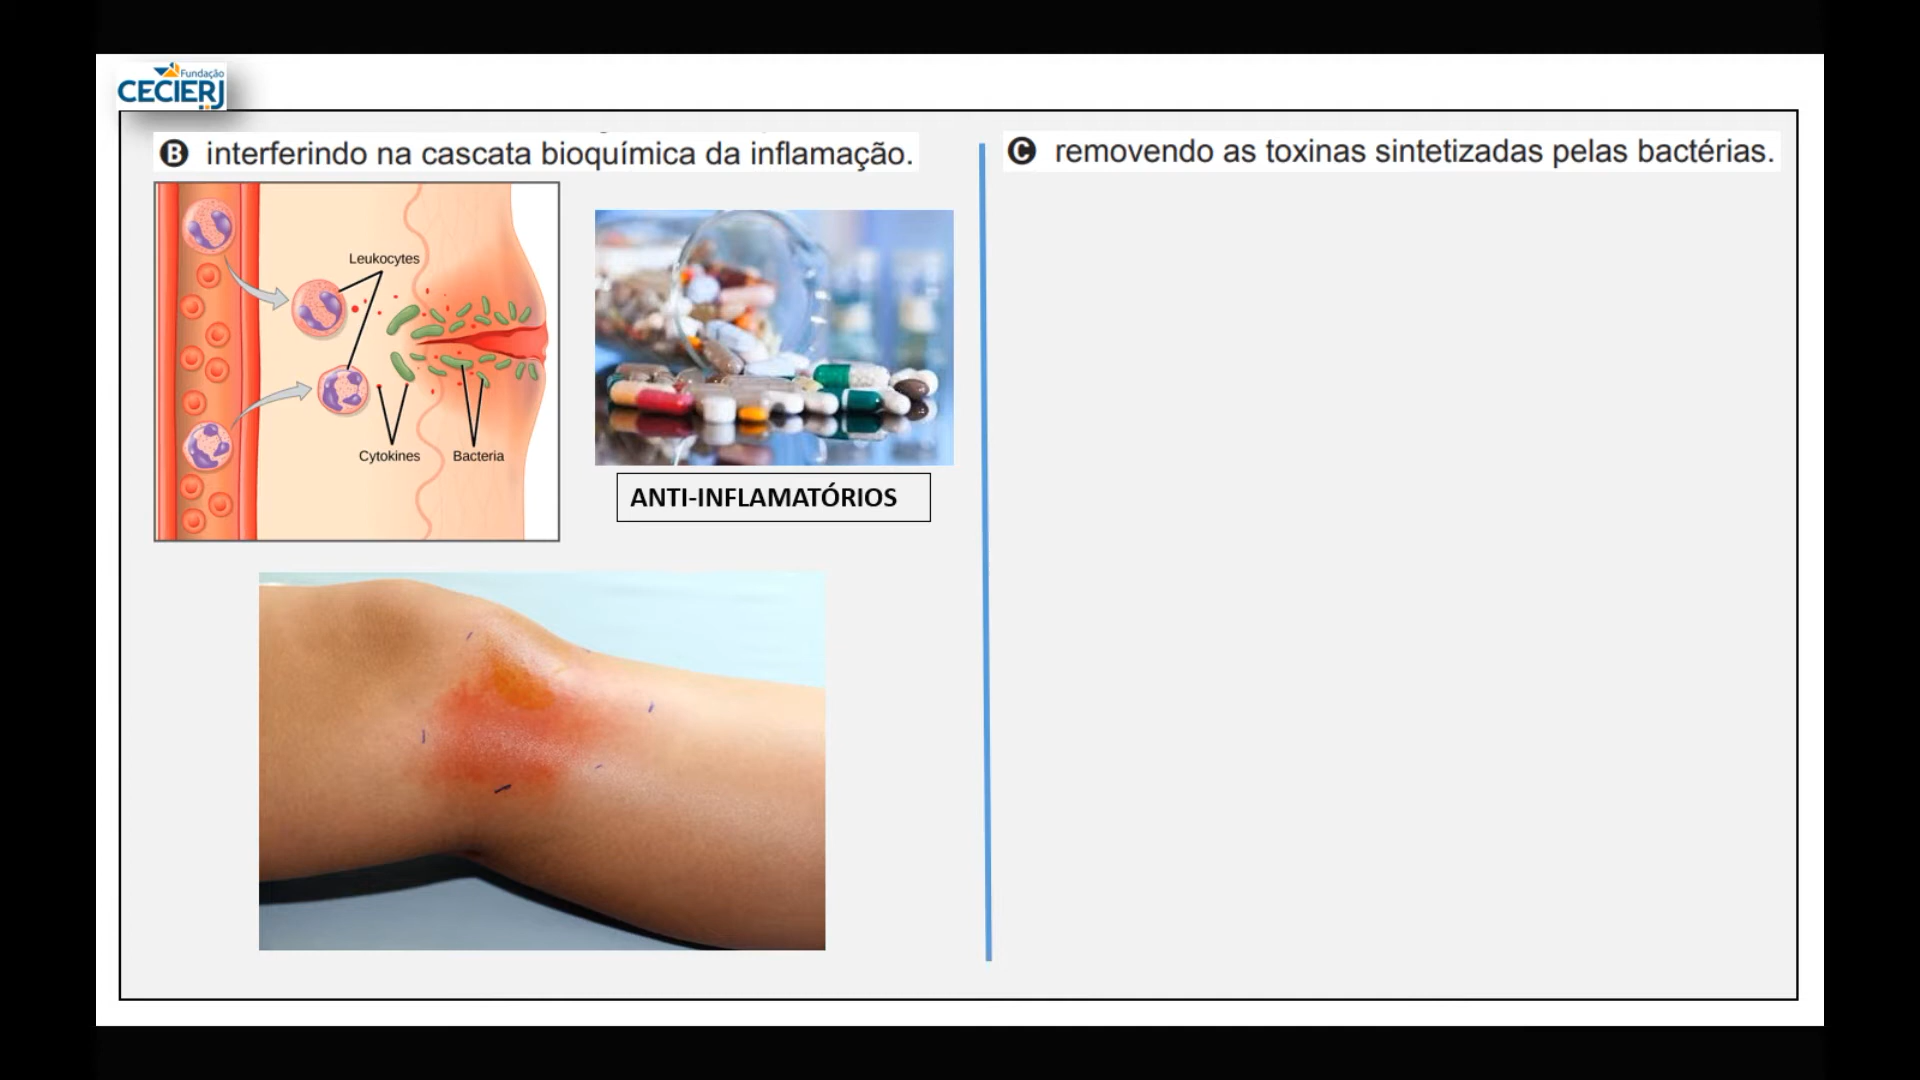 Fundação
CECIERJ
B interferindo na cascata bioquímica da inflamação.
Leukocytes
Cytokines
Bacteria
ANTI-INFLAMATÓRIOS
C removendo as toxinas sintetizadas pelas bactérias.